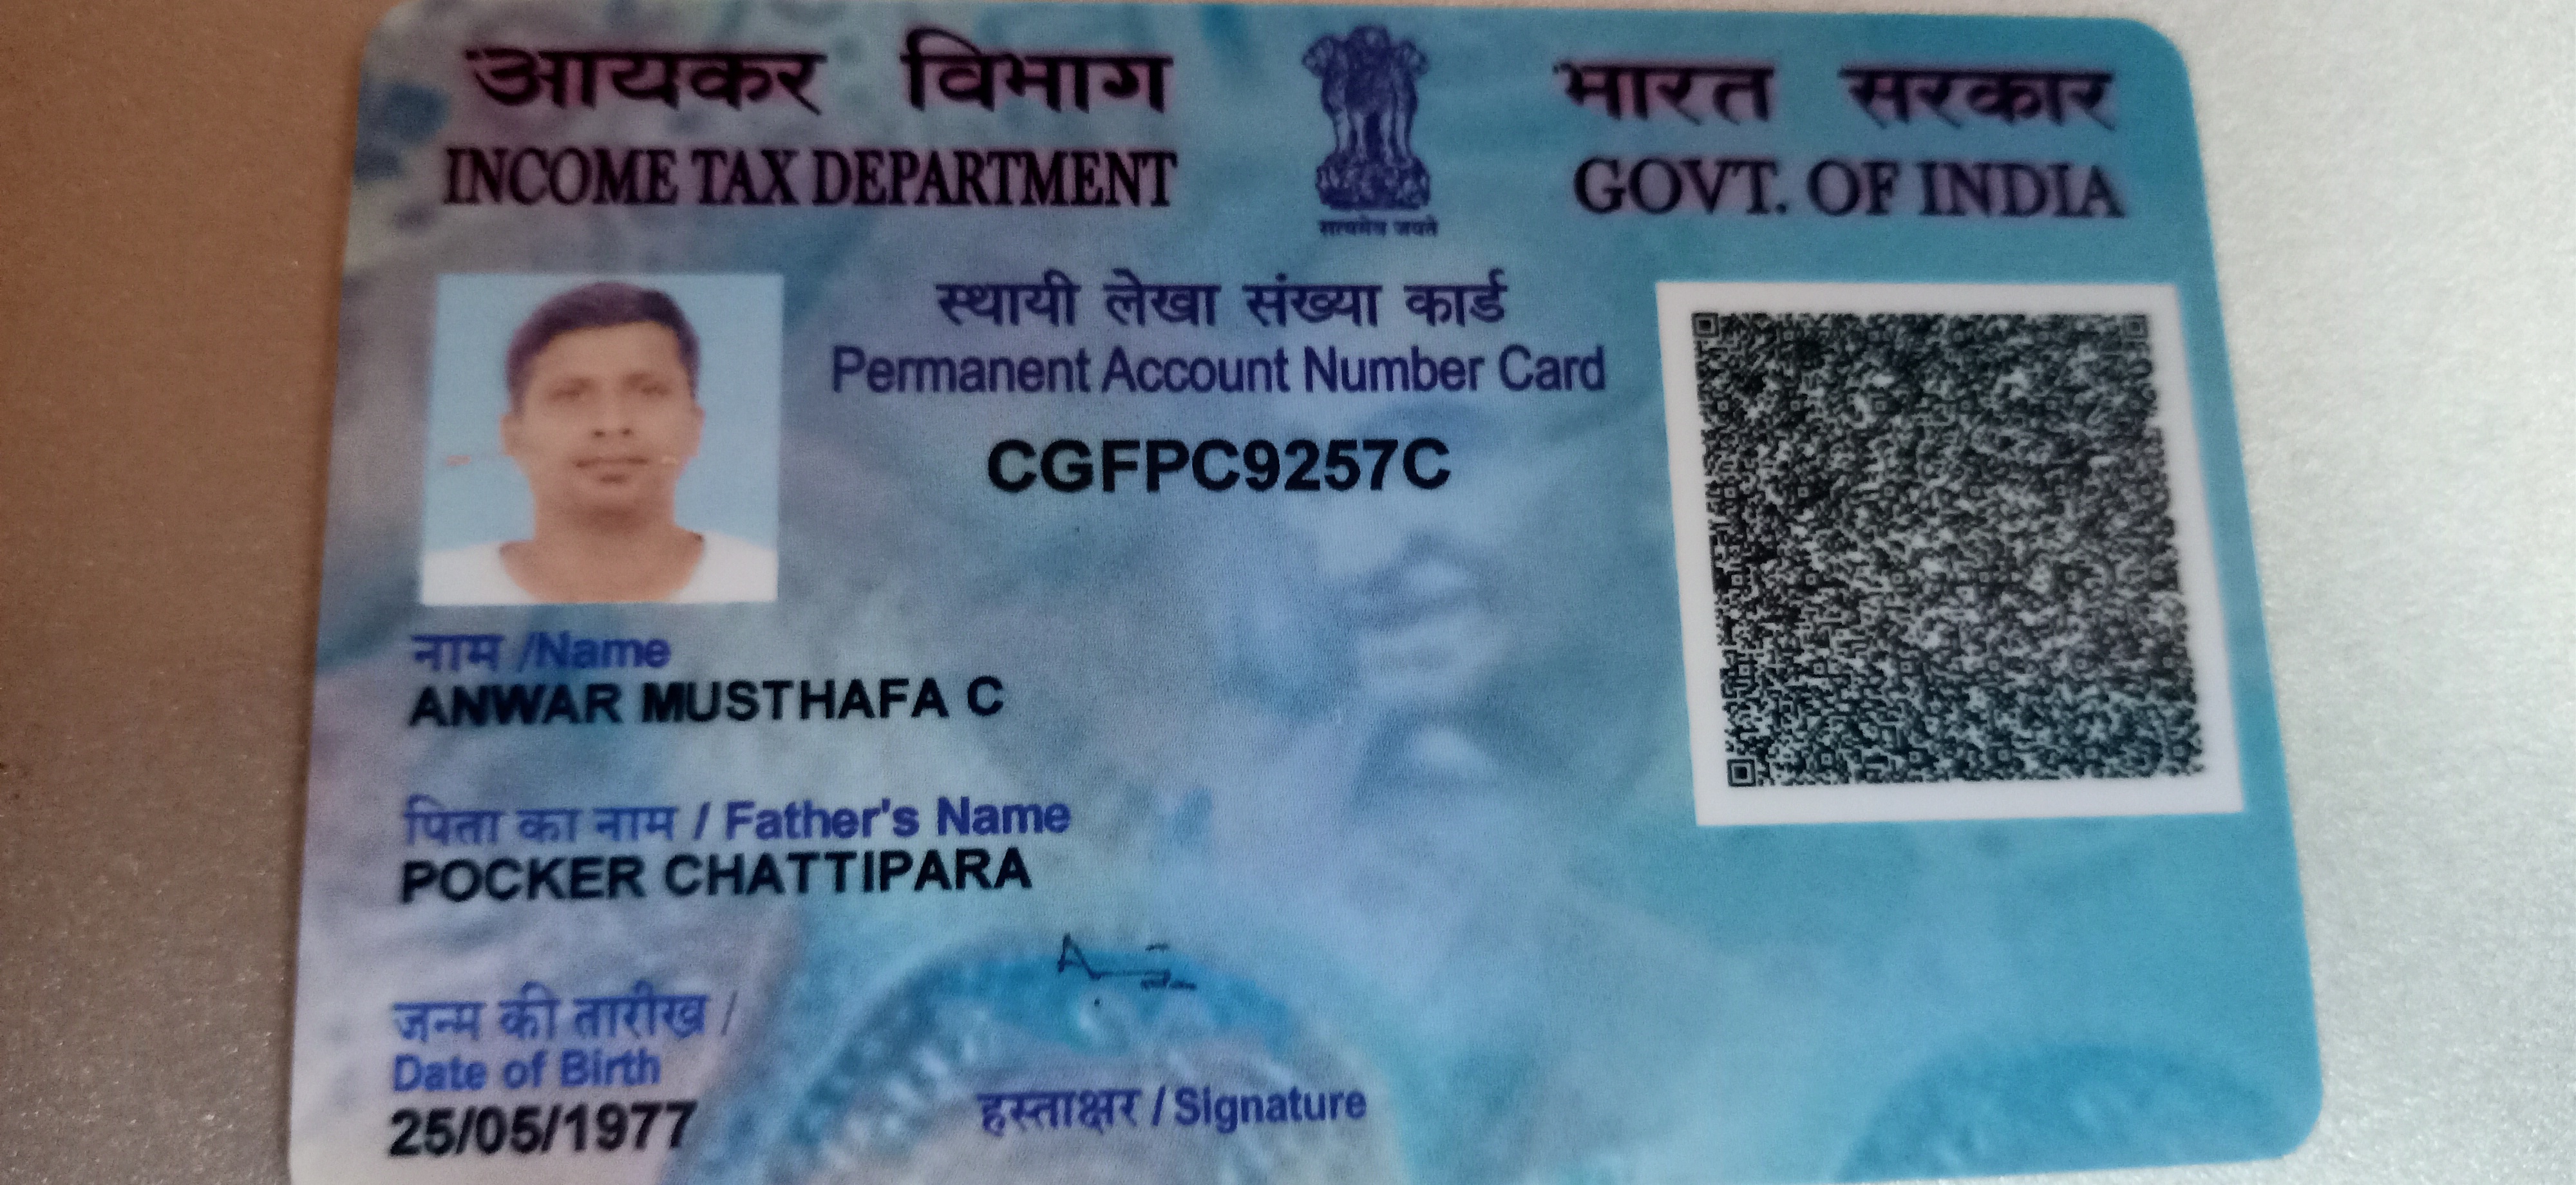 आयकर विभाग
INCOME TAX DEPARTMENT
सत्यमेव जयते
भारत सरकार
GOVT. OF INDIA
स्थायी लेखा संख्या कार्ड
Permanent Account Number Card
CGFPC9257C
नाम /Name
ANWAR MUSTHAFA C
पिता का नाम / Father's Name
POCKER CHATTIPARA
जन्म की तारीख /
Date of Birth
25/05/1977
हस्ताक्षर / Signature